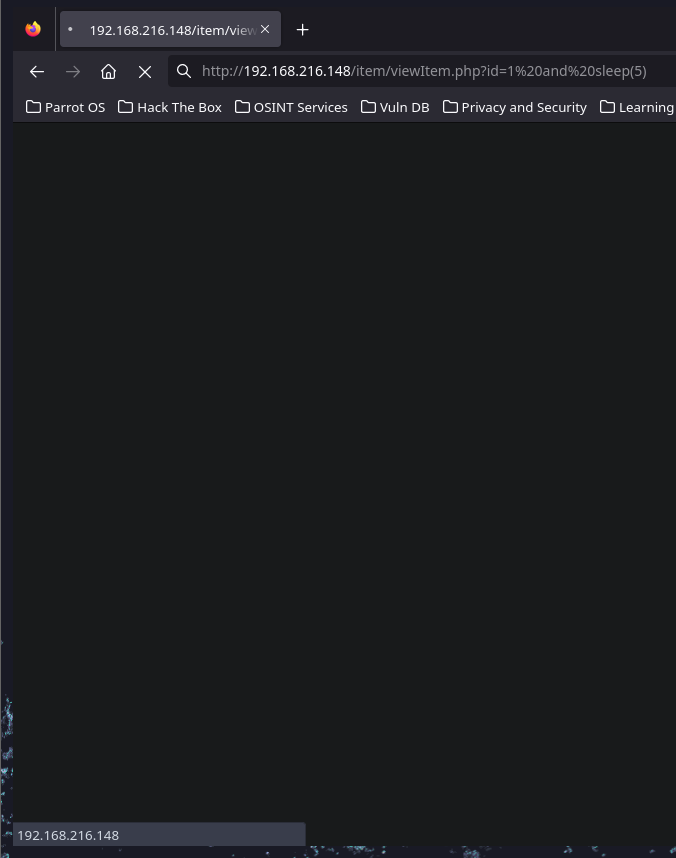 192.168.216.148/item/view
http://192.168.216.148/item/viewItem.php?id=1%20and%20sleep(5)
Parrot OS Hack The Box OSINT Services Vuln DB Privacy and Security Learning
192.168.216.148